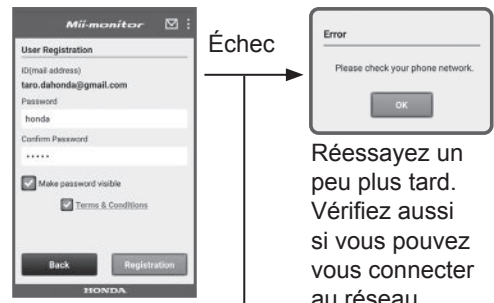 Mii-monitor
User Registration
ID(mail address)
taro.dahonda@gmail.com
Password
honda
Confirm Password
•••••
Make password visible
Terms & Conditions
Back Registration
HONDA
Échec
Error
Please check your phone network.
OK
Réessayez un
peu plus tard.
Vérifiez aussi
si vous pouvez
vous connecter
au réseau